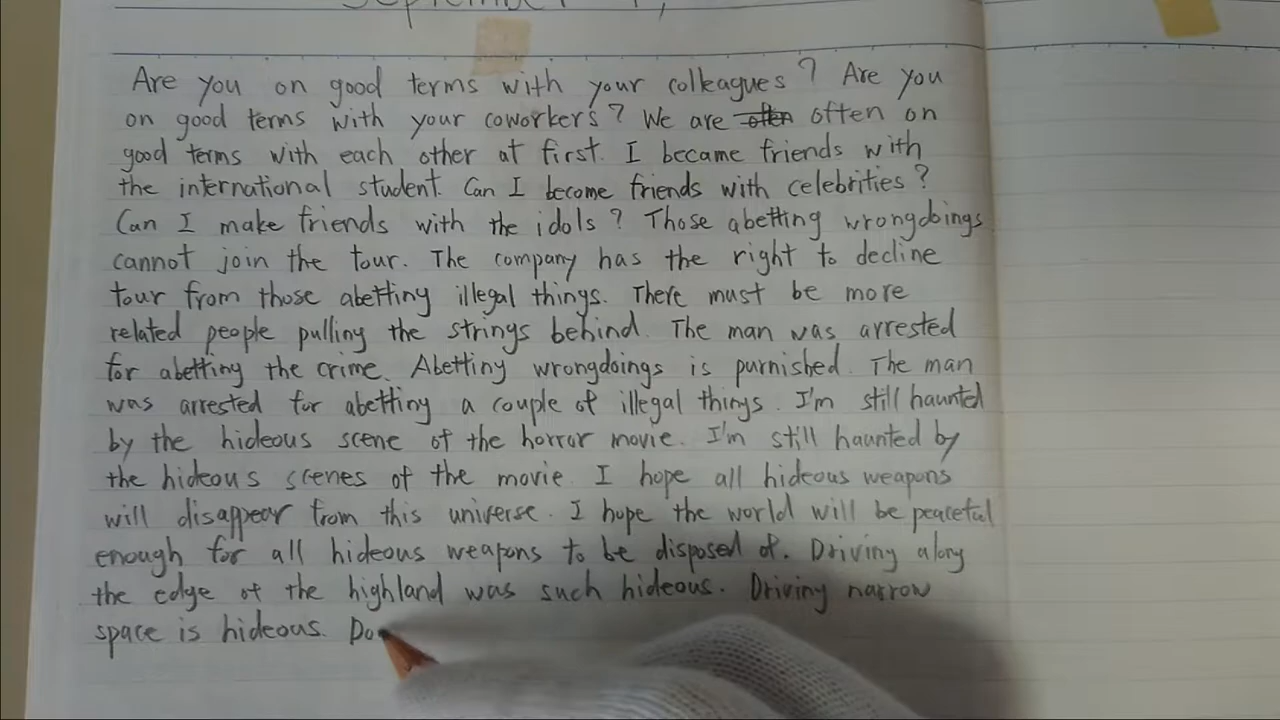 September
Are you on good terms with your colleagues? Are you
on good terms with your coworkers? We are often often on
good terms with each other at first. I became friends with
the international student. Can I become friends with celebrities?
Can I make friends with the idols? Those abetting wrongdoings
cannot join the tour. The company has the right to decline
tour from those abetting illegal things. There must be more
related people pulling the strings behind. The man was arrested
for abetting the crime. Abettiny wrongdoings is purnished. The man
was arrested for abetting a couple of illegal things. I'm still haunted
by the hideous scene of the horror movie. I'm still haunted by
the hideous scenes of the movie. I hope all hideous weapons
will disappear from this universe. I hope the world will be peaceful
enough for all hideous weapons to be disposed of. Driving along
the edge of the highland was such hideous. Driving narrow
space is hideous. Do